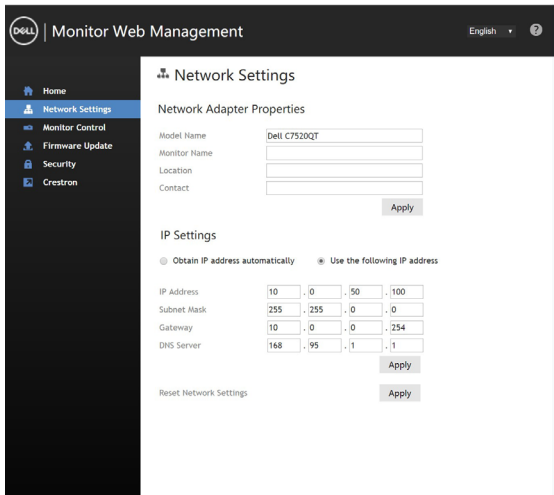 DELL | Monitor Web Management
English
?
Home
Network Settings
Monitor Control
Firmware Update
Security
Crestron
Network Settings
Network Adapter Properties
Model Name Dell C7520QT
Monitor Name
Location
Contact
Apply
IP Settings
Obtain IP address automatically Use the following IP address
IP Address 10 . 0 . 50 . 100
Subnet Mask 255 . 255 . 0 . 0
Gateway 10 . 0 . 0 . 254
DNS Server 168 . 95 . 1 . 1
Apply
Reset Network Settings Apply